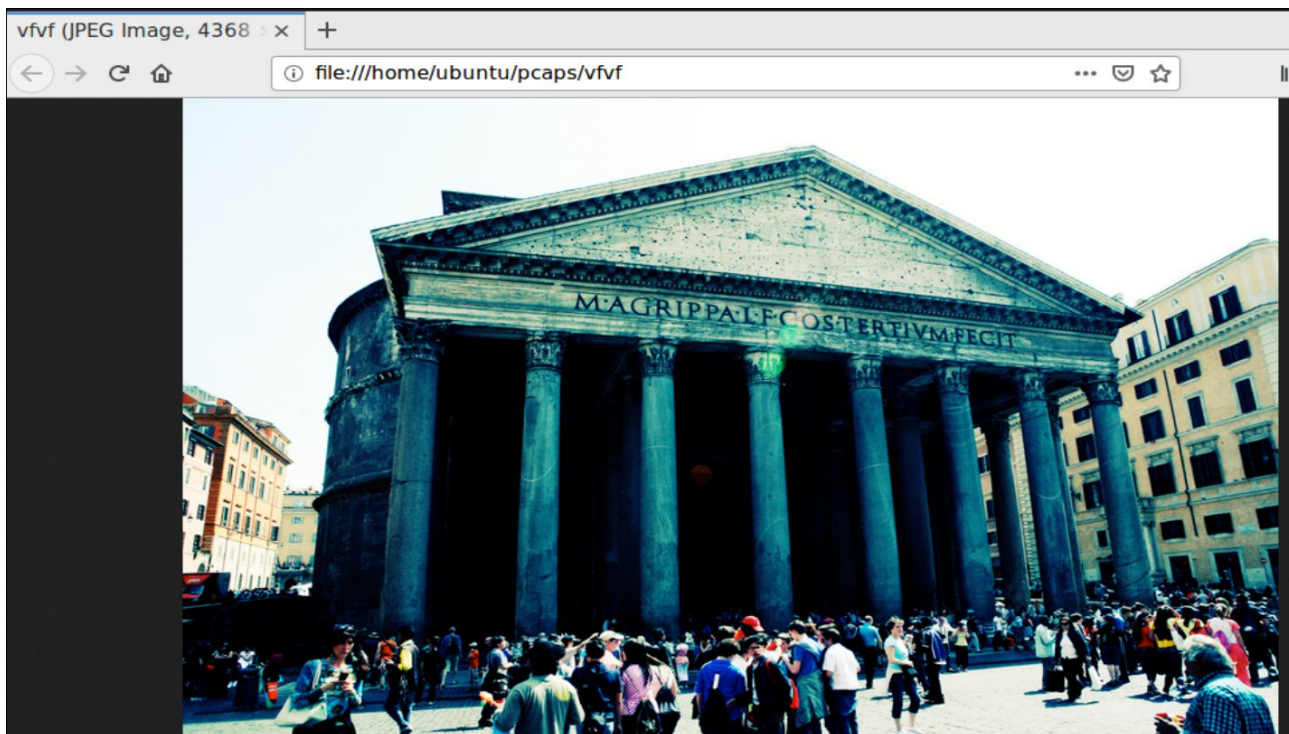 vfvf (JPEG Image, 4368
file:///home/ubuntu/pcaps/vfvf
M·AGRIPPA·L·F·COS·TERTIVM·FECIT